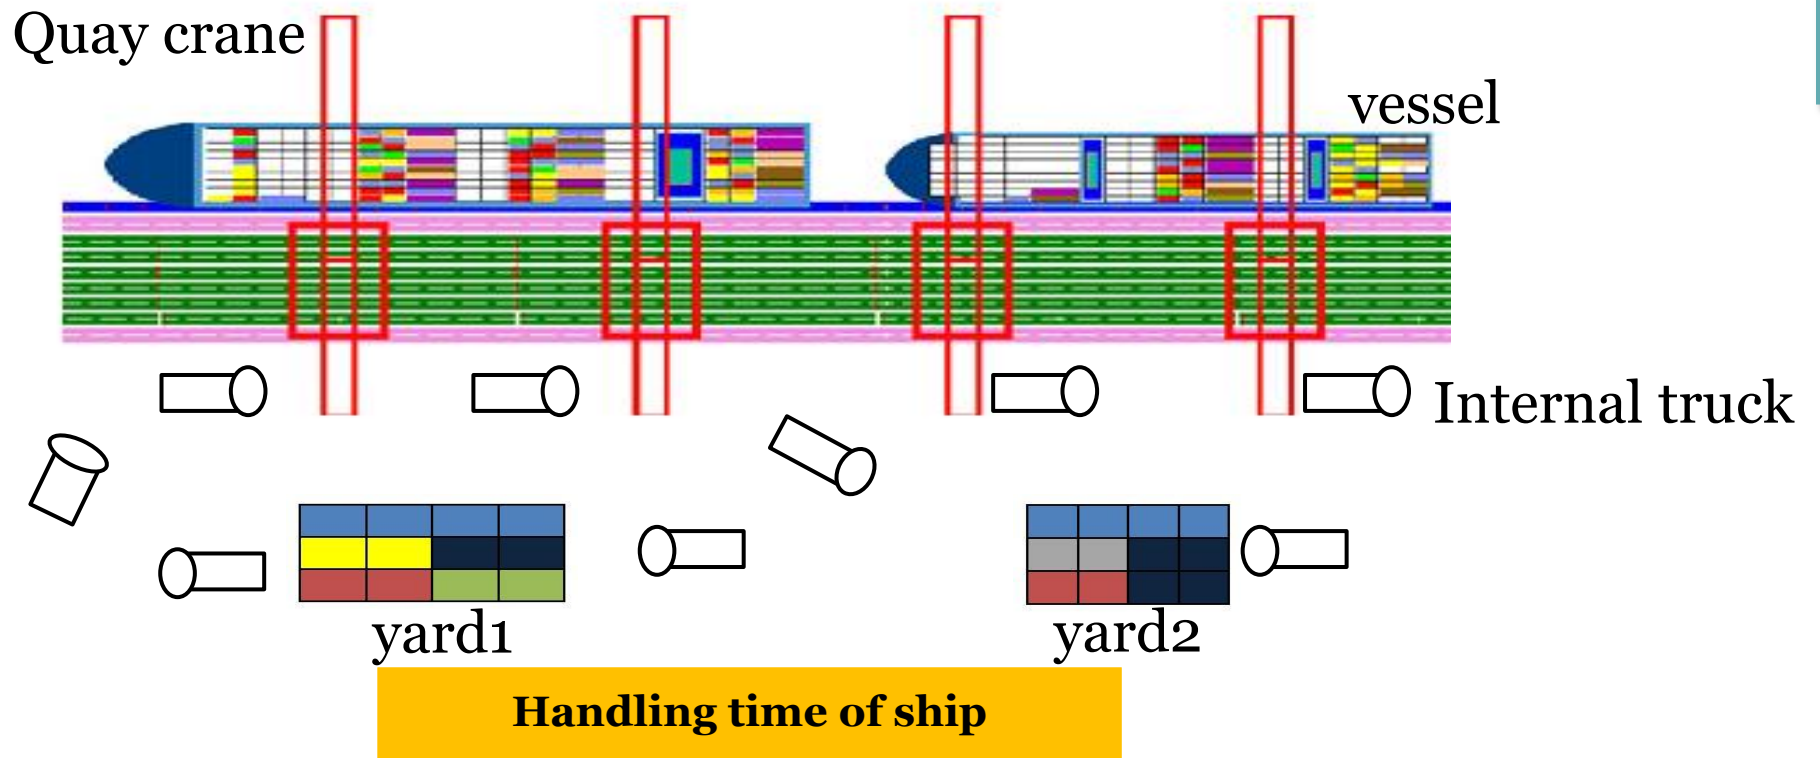 Quay crane
vessel
Internal truck
yard1
yard2
Handling time of ship